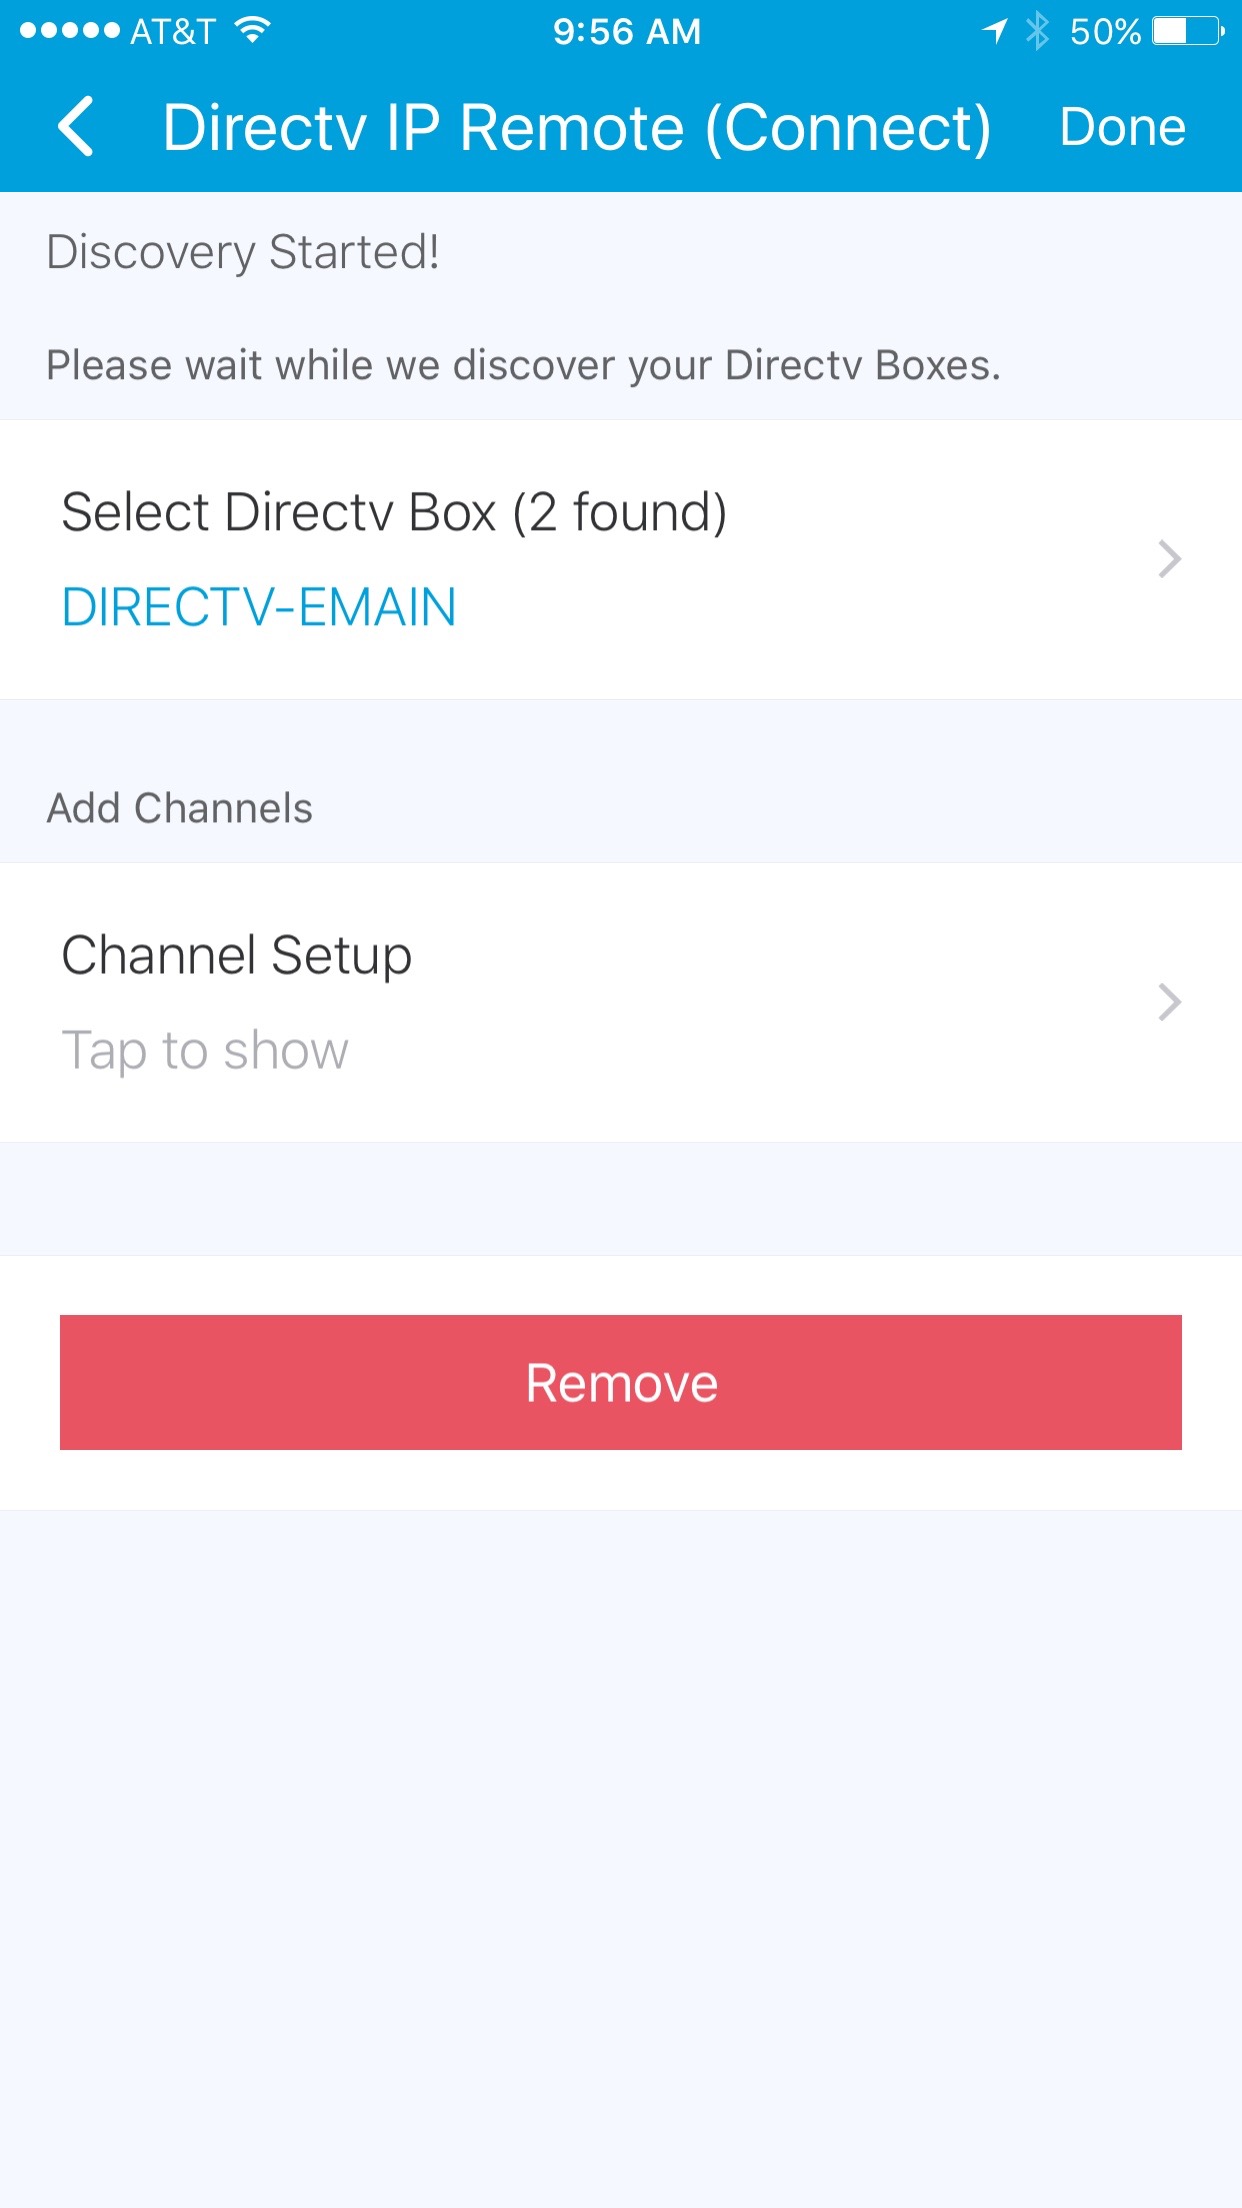 AT&T 9:56 AM 50%
Directv IP Remote (Connect) Done
Discovery Started!
Please wait while we discover your Directv Boxes.
Select Directv Box (2 found)
DIRECTV-EMAIN
Add Channels
Channel Setup
Tap to show
Remove